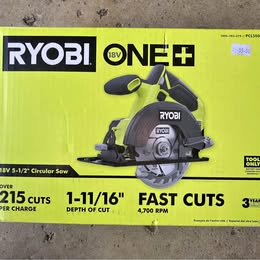 RYOBI 18V ONE+
RYOBI
18V 5-1/2" Circular Saw
TOOL
ONLY
OVER
215 CUTS
PER CHARGE
1-11/16"
DEPTH OF CUT
FAST CUTS
4,700 RPM
3 YEAR